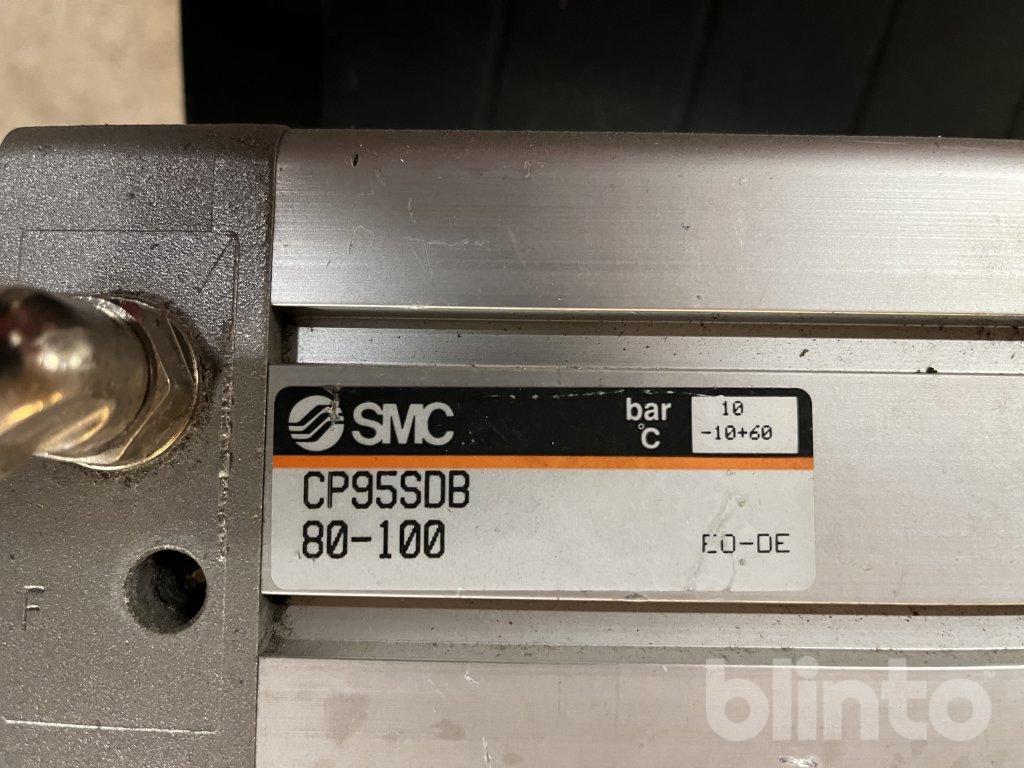 SMC
bar 10
°C -10+60
CP95SDB
80-100
EO-DE
F
blinto